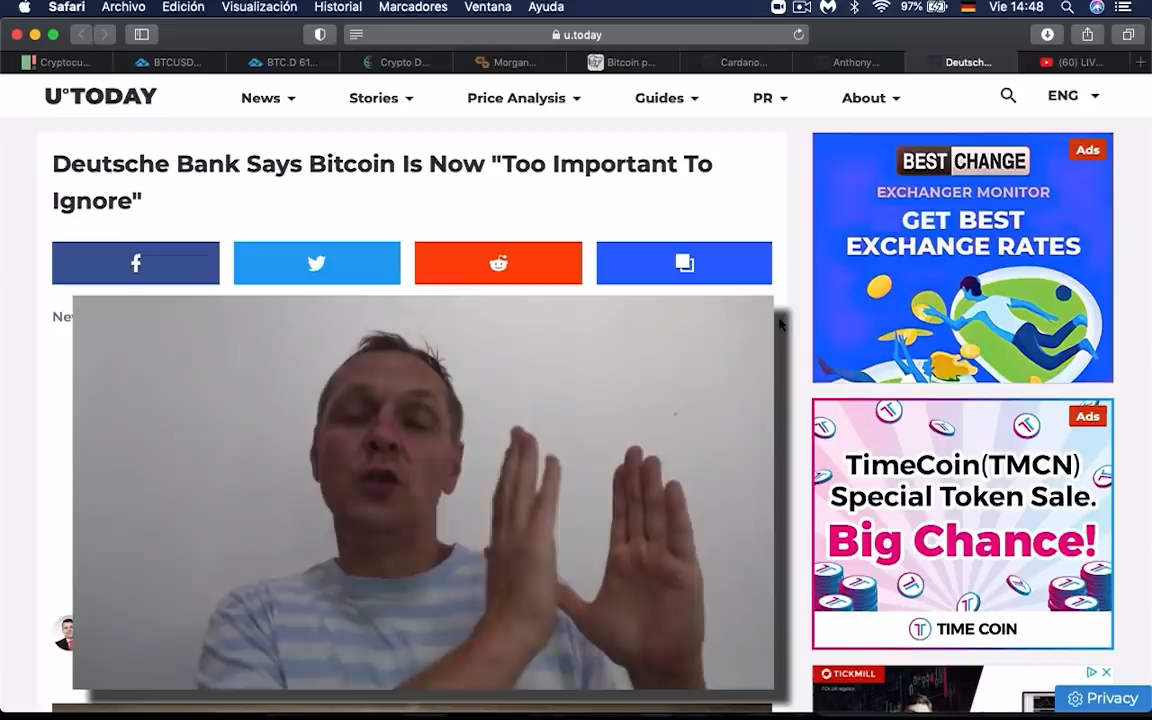 Safari Archivo Edición Visualización Historial Marcadores Ventana Ayuda 97% Vie 14:48
u.today
Cryptocu... BTCUSD... BTC.D 61... Crypto D... Morgan... Bitcoin p... Cardano... Anthony... Deutsch... (60) LIV...
U°TODAY News Stories Price Analysis Guides PR About ENG
Deutsche Bank Says Bitcoin Is Now "Too Important To
Ignore"
Ne
Ads
BEST CHANGE
EXCHANGER MONITOR
GET BEST
EXCHANGE RATES
Ads
TimeCoin(TMCN)
Special Token Sale.
Big Chance!
TIME COIN
TICKMILL
Privacy